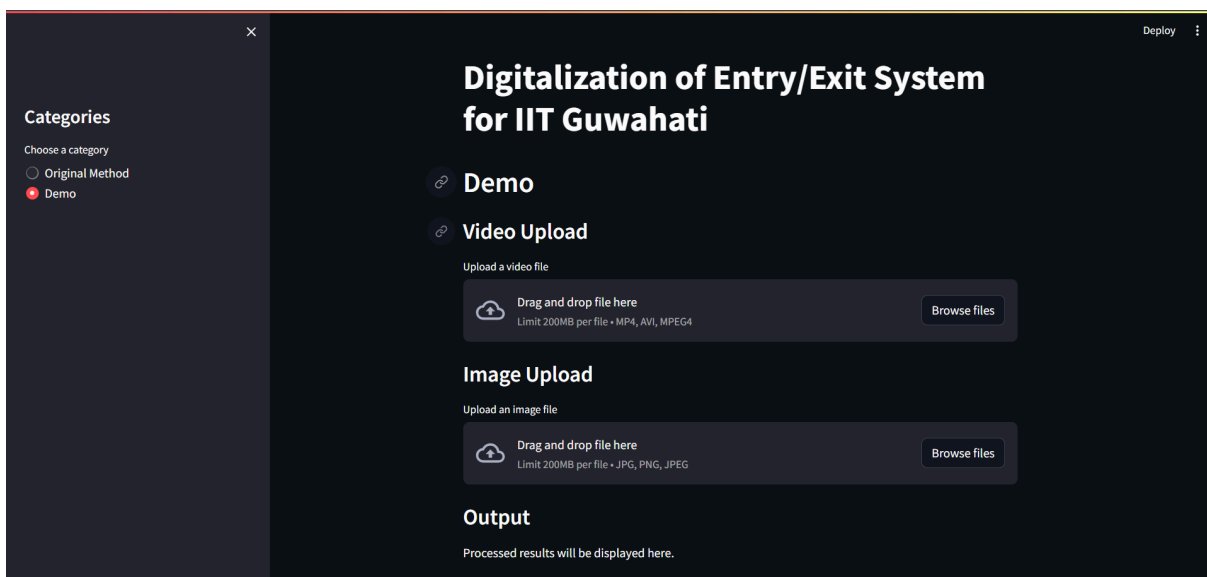 Deploy
Categories
Choose a category
Original Method
Demo
Digitalization of Entry/Exit System
for IIT Guwahati
Demo
Video Upload
Upload a video file
Drag and drop file here
Limit 200MB per file • MP4, AVI, MPEG4
Browse files
Image Upload
Upload an image file
Drag and drop file here
Limit 200MB per file • JPG, PNG, JPEG
Browse files
Output
Processed results will be displayed here.